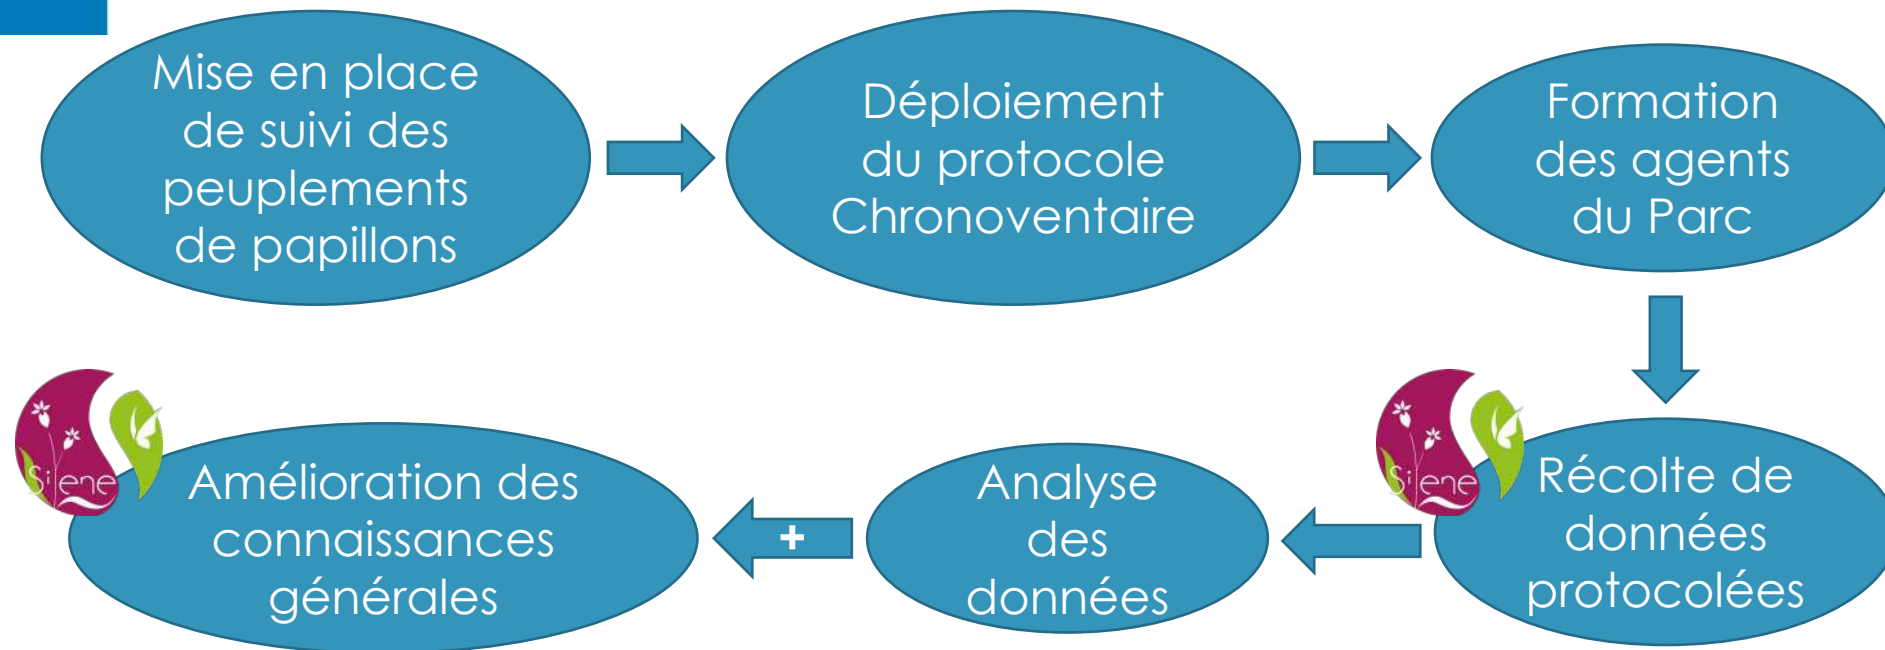 Mise en place
de suivi des
peuplements
de papillons
Déploiement
du protocole
Chronoventaire
Formation
des agents
du Parc
Silene
Récolte de
données
protocolées
Analyse
des
données
+
Silene
Amélioration des
connaissances
générales